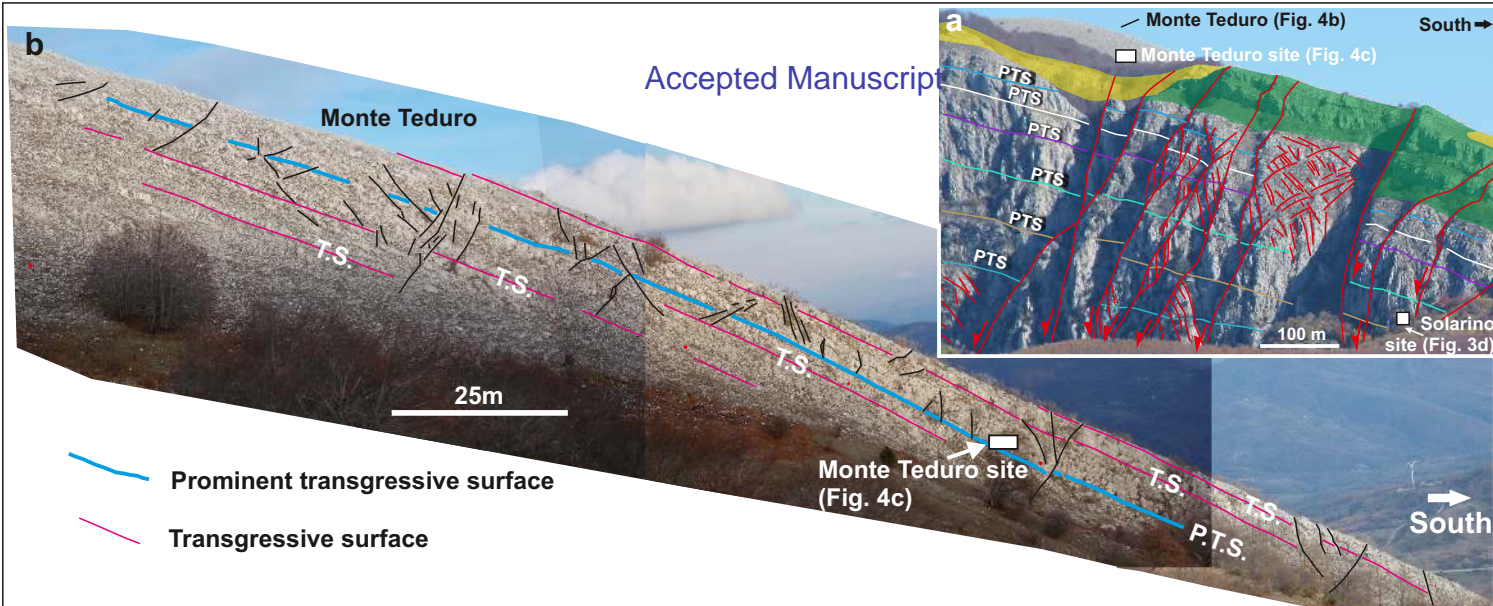 b
Monte Teduro
Accepted Manuscript
T.S.
T.S.
T.S.
25m
Monte Teduro site
(Fig. 4c)
T.S.
T.S.
P.T.S.
South
Prominent transgressive surface
Transgressive surface
a
Monte Teduro (Fig. 4b)
South
Monte Teduro site (Fig. 4c)
PTS
PTS
PTS
PTS
PTS
PTS
100 m
Solarino
site (Fig. 3d)